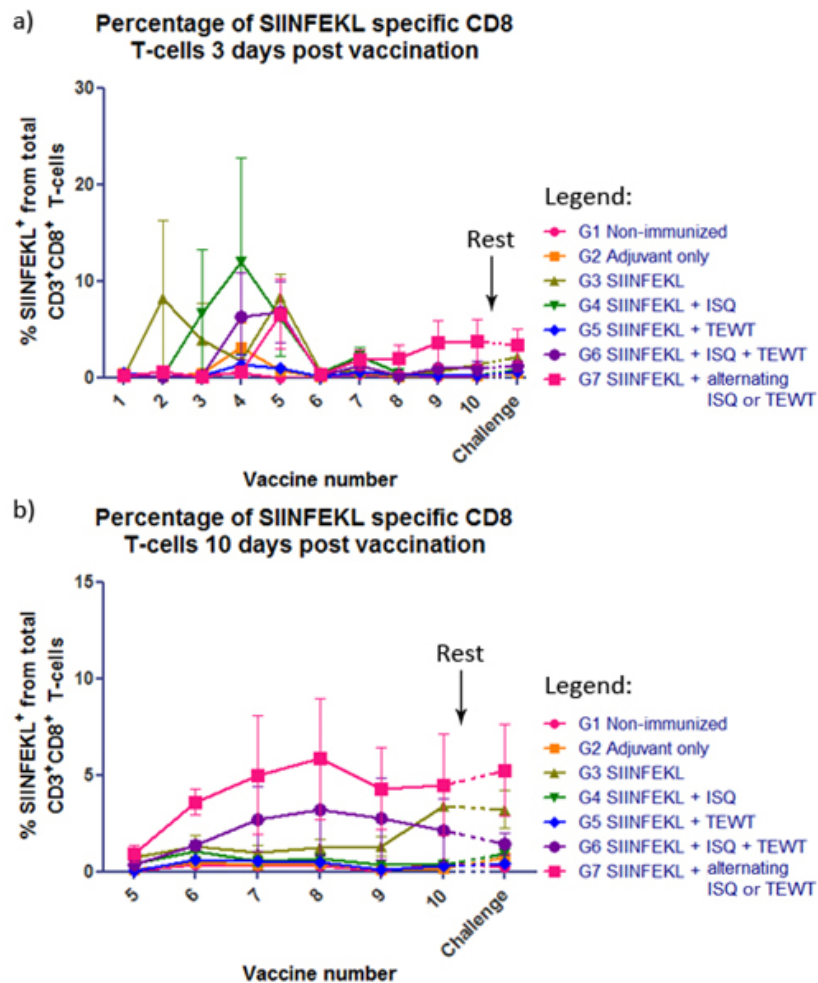 a)
Percentage of SIINFEKL specific CD8
T-cells 3 days post vaccination
% SIINFEKL⁺ from total
CD3⁺CD8⁺ T-cells
30
20
10
0
1
2
3
4
5
6
7
8
9
10
Challenge
Vaccine number
Rest
Legend:
G1 Non-immunized
G2 Adjuvant only
G3 SIINFEKL
G4 SIINFEKL + ISQ
G5 SIINFEKL + TEWT
G6 SIINFEKL + ISQ + TEWT
G7 SIINFEKL + alternating
ISQ or TEWT
b)
Percentage of SIINFEKL specific CD8
T-cells 10 days post vaccination
% SIINFEKL⁺ from total
CD3⁺CD8⁺ T-cells
15
10
5
0
5
6
7
8
9
10
Challenge
Vaccine number
Rest
Legend:
G1 Non-immunized
G2 Adjuvant only
G3 SIINFEKL
G4 SIINFEKL + ISQ
G5 SIINFEKL + TEWT
G6 SIINFEKL + ISQ + TEWT
G7 SIINFEKL + alternating
ISQ or TEWT